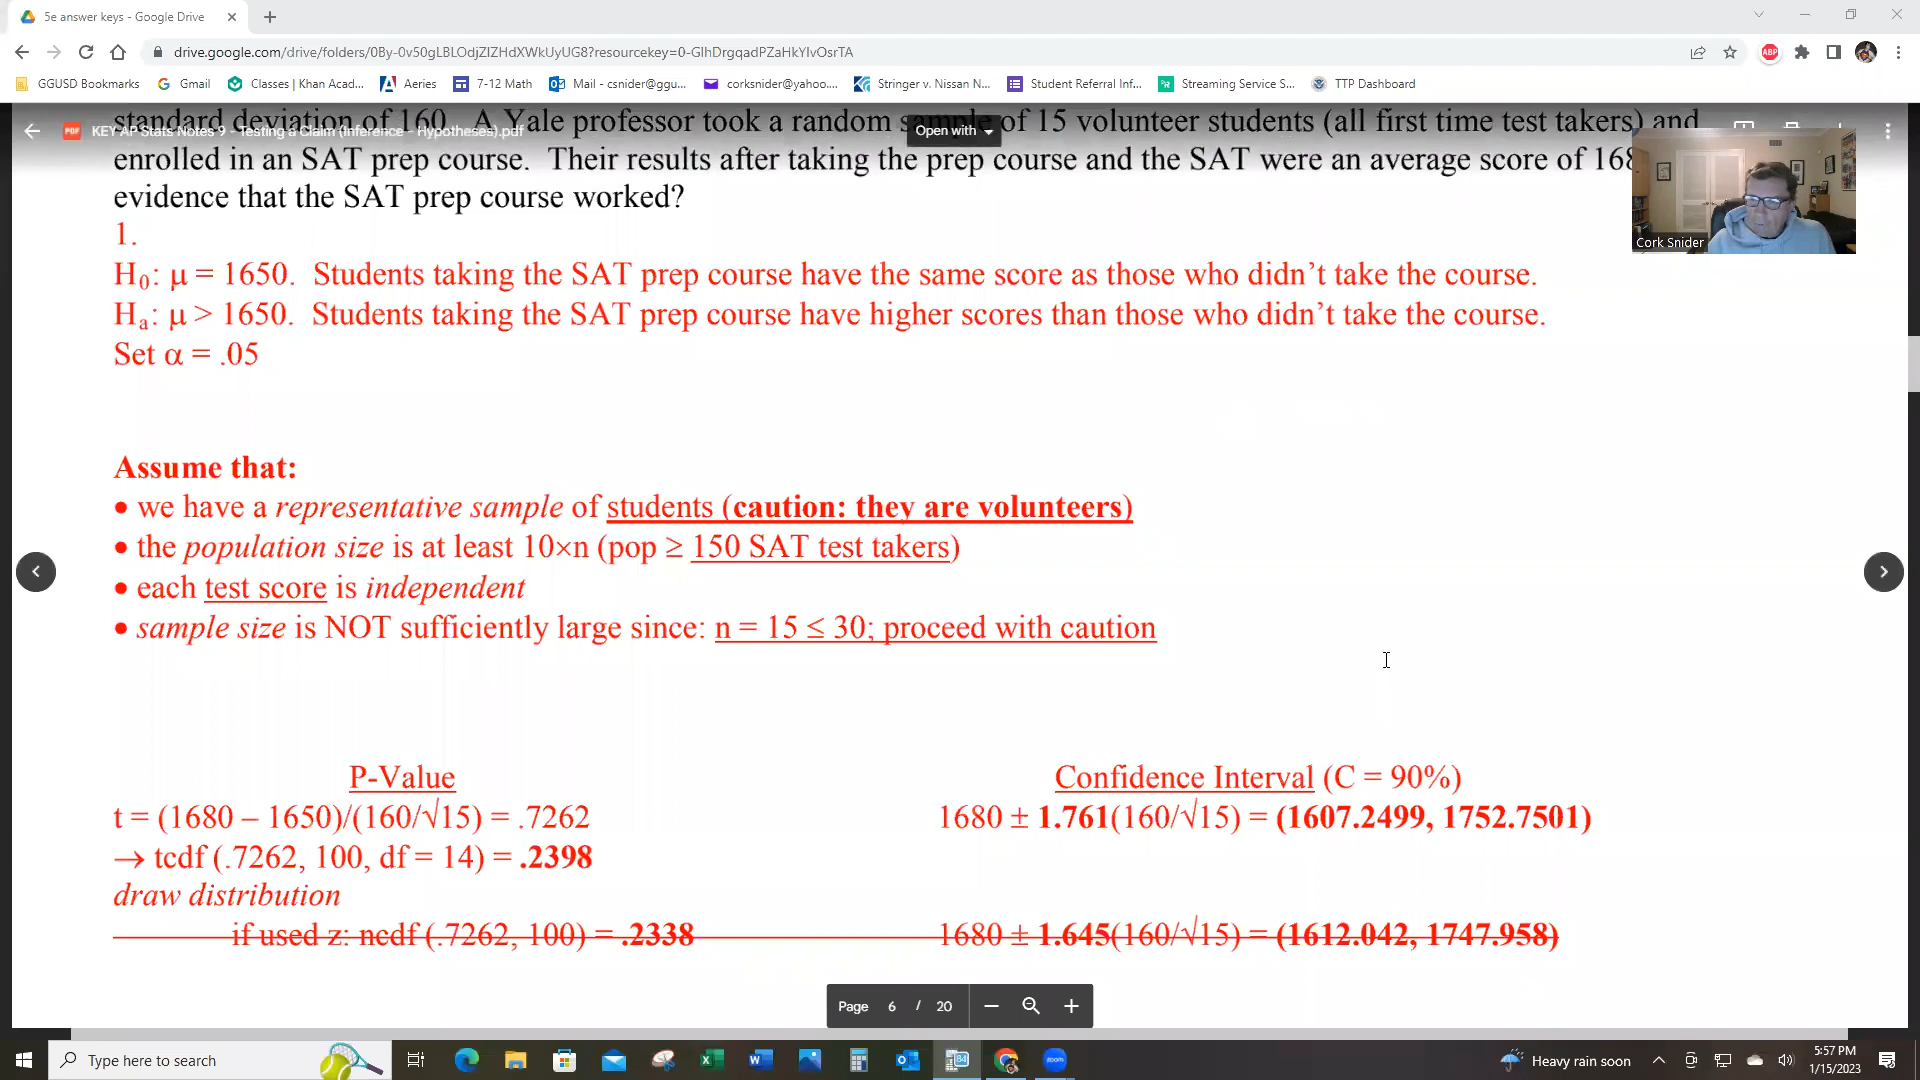 5e answer keys - Google Drive
drive.google.com/drive/folders/0By-0v50gLBLOdjZIZHdXWkUyUG8?resourcekey=0-GIhDrgqadPZaHkYIvOsrTA
ABP
GGUSD Bookmarks Gmail Classes | Khan Acad... Aeries 7-12 Math Mail - csnider@ggu... corksnider@yahoo.... Stringer v. Nissan N... Student Referral Inf... Streaming Service S... TTP Dashboard
standard deviation of 160. A Yale professor took a random sample of 15 volunteer students (all first time test takers) and
PDF KEY AP Stats Notes 9 - Testing a Claim (Inference - Hypotheses).pdf Open with
enrolled in an SAT prep course. Their results after taking the prep course and the SAT were an average score of 168
evidence that the SAT prep course worked?
Cork Snider
1.
H₀: μ = 1650. Students taking the SAT prep course have the same score as those who didn't take the course.
Hₐ: μ > 1650. Students taking the SAT prep course have higher scores than those who didn't take the course.
Set α = .05
Assume that:
• we have a representative sample of students (caution: they are volunteers)
• the population size is at least 10×n (pop ≥ 150 SAT test takers)
• each test score is independent
• sample size is NOT sufficiently large since: n = 15 ≤ 30; proceed with caution
P-Value Confidence Interval (C = 90%)
t = (1680 – 1650)/(160/√15) = .7262 1680 ± 1.761(160/√15) = (1607.2499, 1752.7501)
→ tcdf (.7262, 100, df = 14) = .2398
draw distribution
if used z: ncdf (.7262, 100) = .2338 1680 ± 1.645(160/√15) = (1612.042, 1747.958)
Page 6 / 20
Type here to search
Heavy rain soon
5:57 PM
1/15/2023